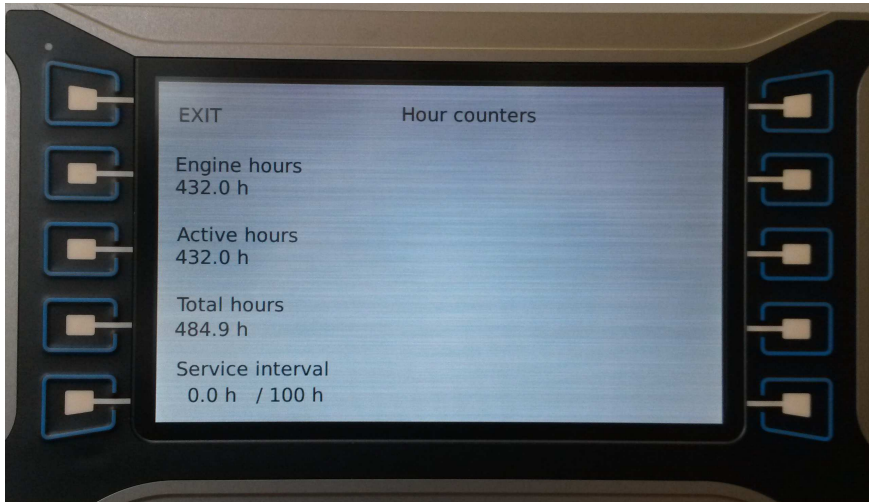 EXIT Hour counters
Engine hours
432.0 h
Active hours
432.0 h
Total hours
484.9 h
Service interval
0.0 h / 100 h